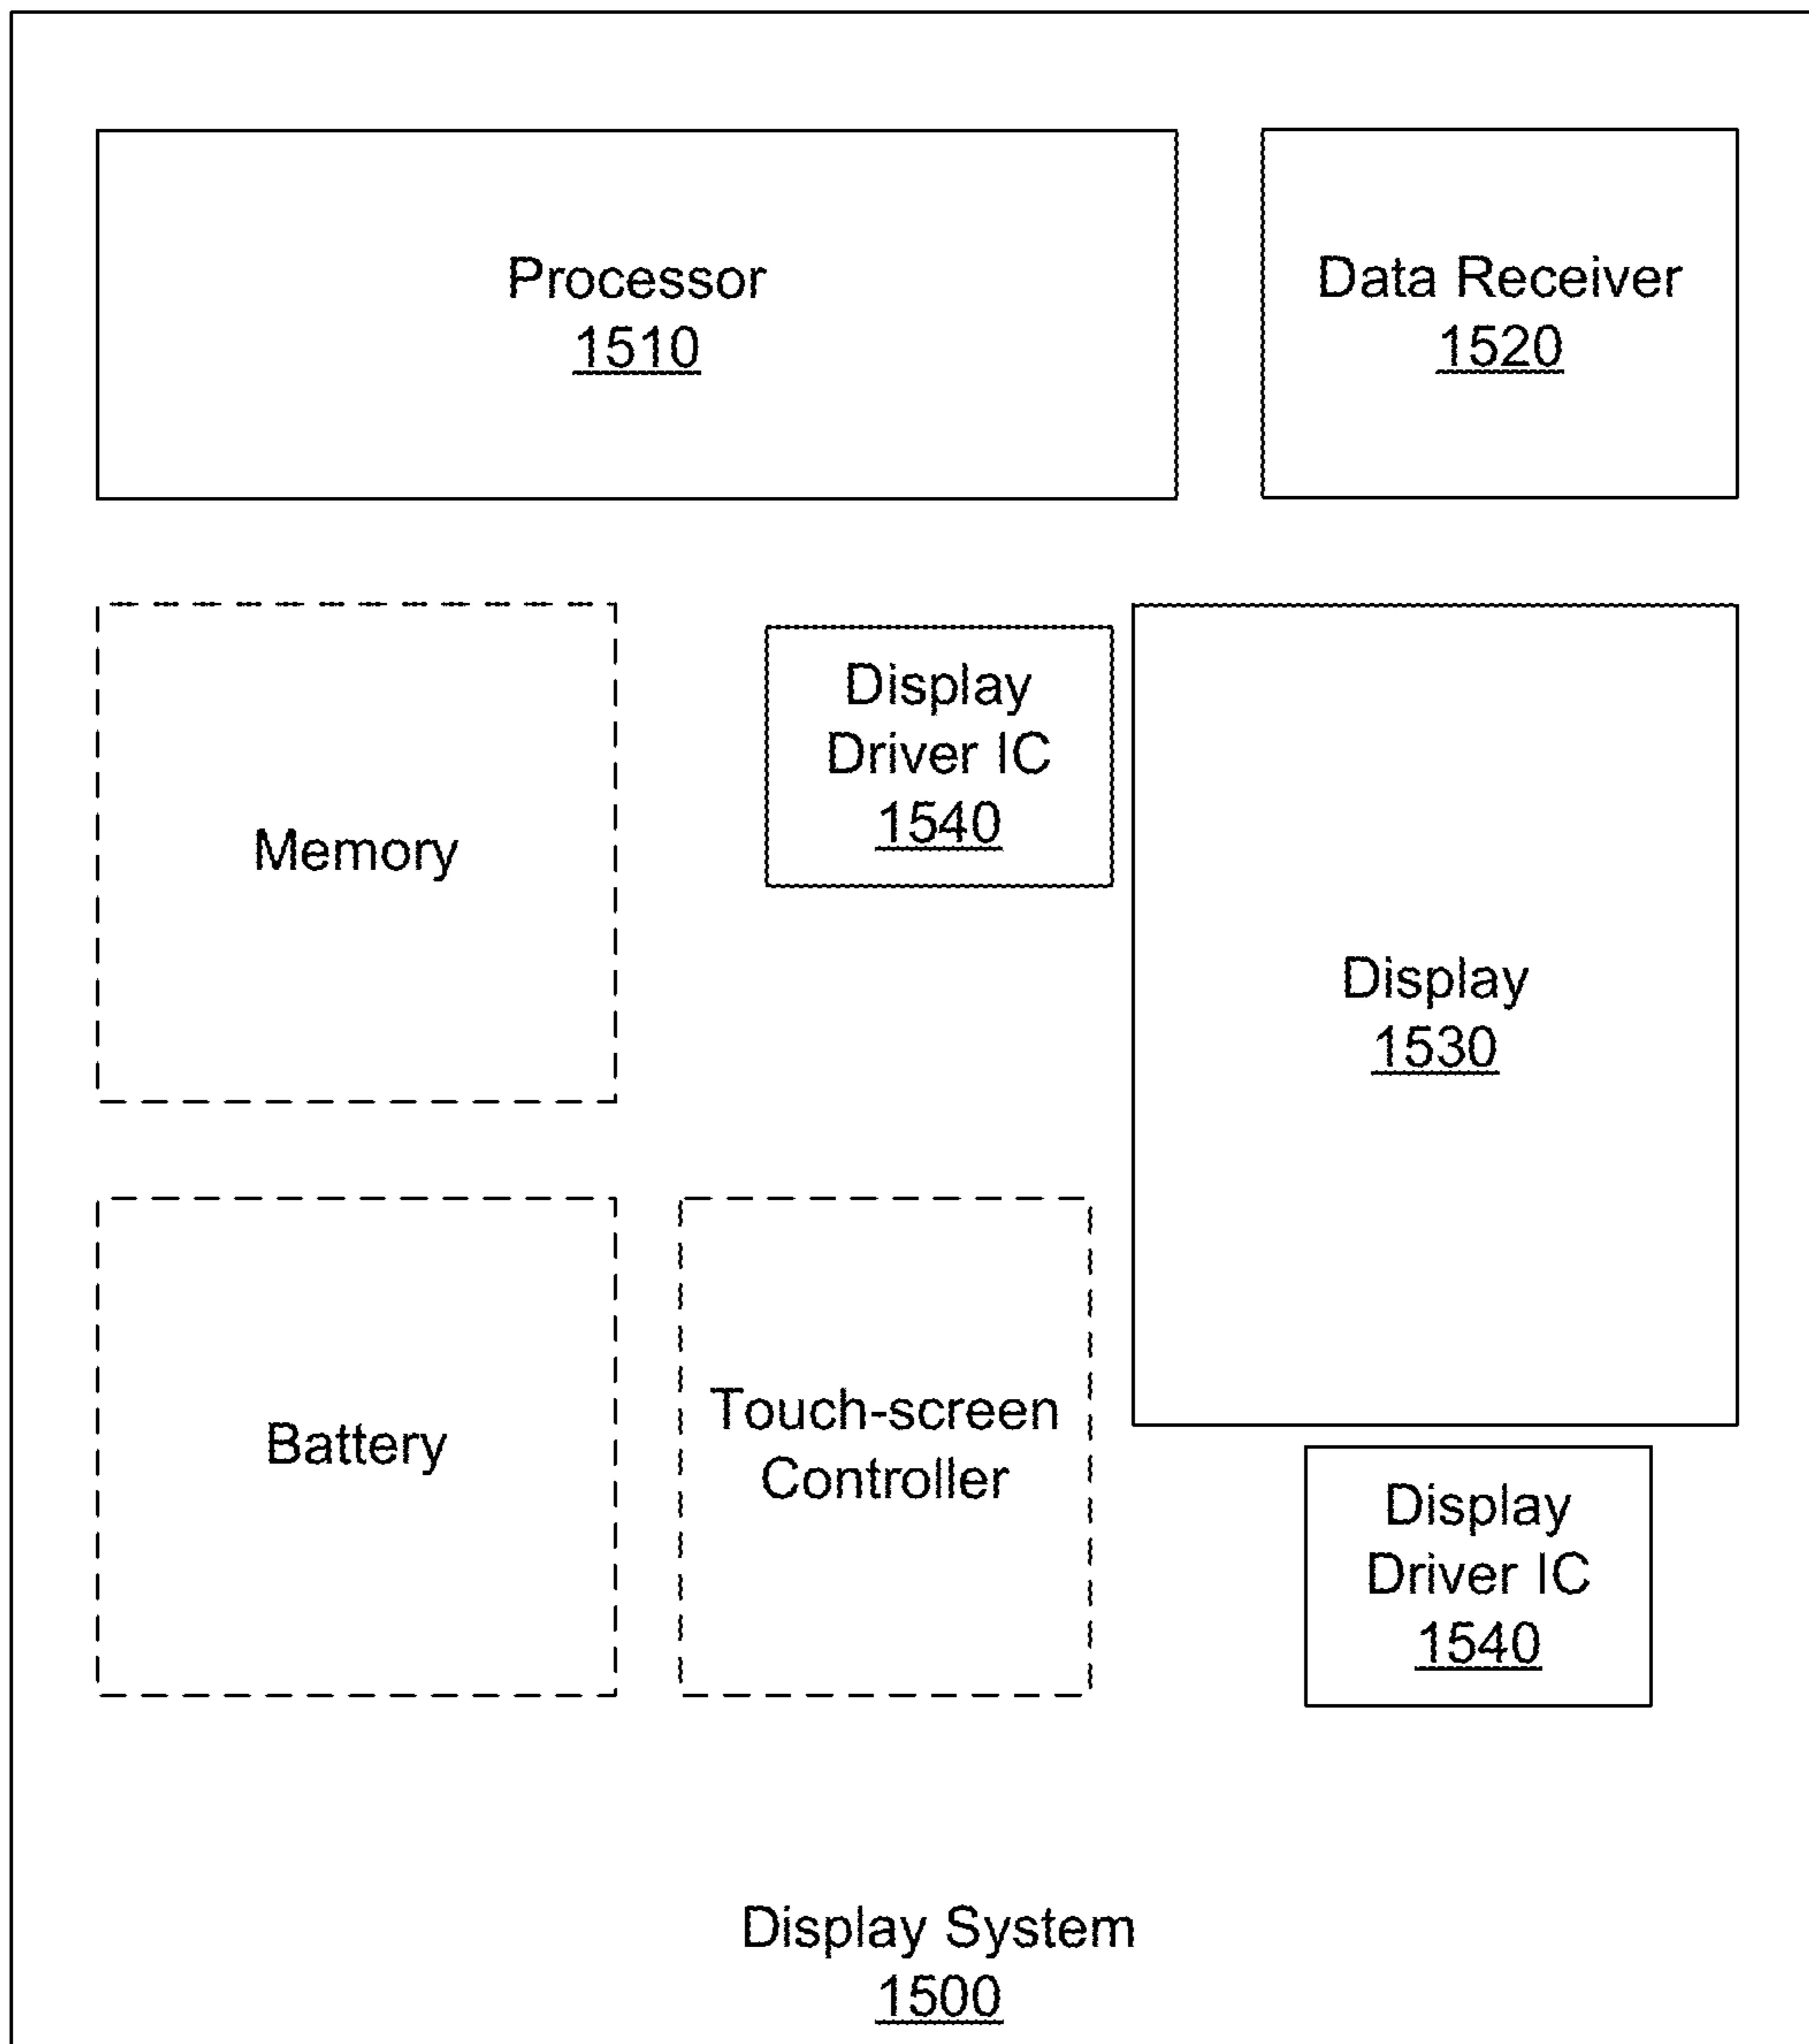 Processor
1510
Data Receiver
1520
Memory
Display
Driver IC
1540
Display
1530
Battery
Touch-screen
Controller
Display
Driver IC
1540
Display System
1500